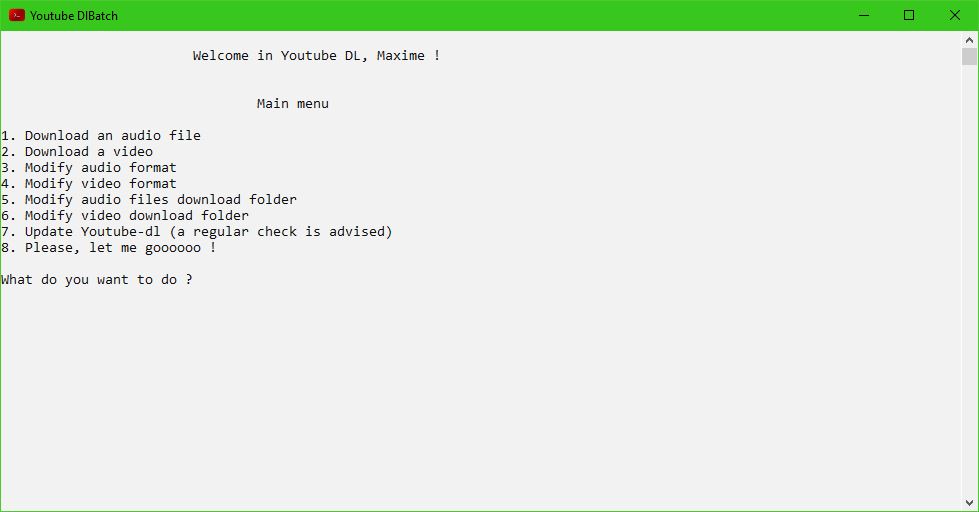 Youtube DlBatch
Welcome in Youtube DL, Maxime !
Main menu
1. Download an audio file
2. Download a video
3. Modify audio format
4. Modify video format
5. Modify audio files download folder
6. Modify video download folder
7. Update Youtube-dl (a regular check is advised)
8. Please, let me goooooo !
What do you want to do ?